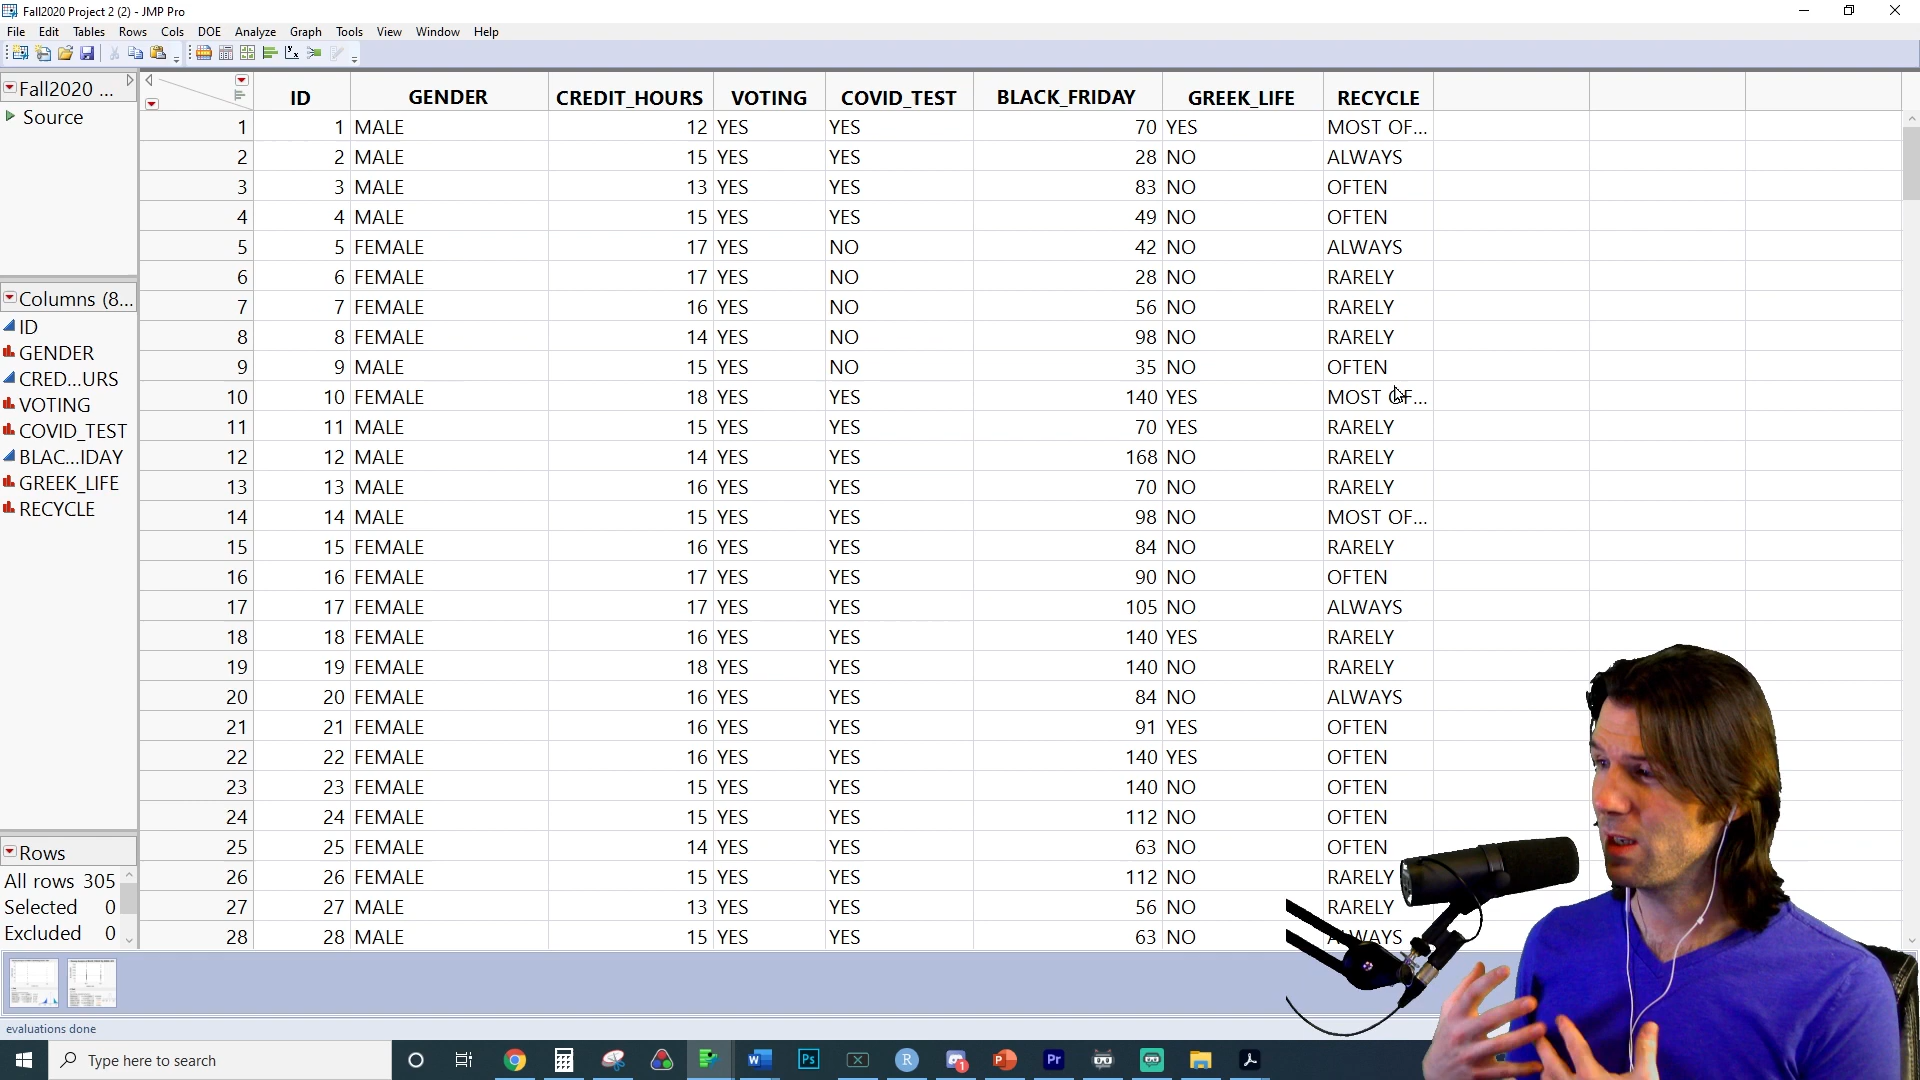 Fall2020 Project 2 (2) - JMP Pro
File Edit Tables Rows Cols DOE Analyze Graph Tools View Window Help
Fall2020 ...
Source
Columns (8...
ID
GENDER
CRED...URS
VOTING
COVID_TEST
BLAC...IDAY
GREEK_LIFE
RECYCLE
Rows
All rows 305
Selected 0
Excluded 0
ID GENDER CREDIT_HOURS VOTING COVID_TEST BLACK_FRIDAY GREEK_LIFE RECYCLE
1 1 MALE 12 YES YES 70 YES MOST OF...
2 2 MALE 15 YES YES 28 NO ALWAYS
3 3 MALE 13 YES YES 83 NO OFTEN
4 4 MALE 15 YES YES 49 NO OFTEN
5 5 FEMALE 17 YES NO 42 NO ALWAYS
6 6 FEMALE 17 YES NO 28 NO RARELY
7 7 FEMALE 16 YES NO 56 NO RARELY
8 8 FEMALE 14 YES NO 98 NO RARELY
9 9 MALE 15 YES NO 35 NO OFTEN
10 10 FEMALE 18 YES YES 140 YES MOST OF...
11 11 MALE 15 YES YES 70 YES RARELY
12 12 MALE 14 YES YES 168 NO RARELY
13 13 MALE 16 YES YES 70 NO RARELY
14 14 MALE 15 YES YES 98 NO MOST OF...
15 15 FEMALE 16 YES YES 84 NO RARELY
16 16 FEMALE 17 YES YES 90 NO OFTEN
17 17 FEMALE 17 YES YES 105 NO ALWAYS
18 18 FEMALE 16 YES YES 140 YES RARELY
19 19 FEMALE 18 YES YES 140 NO RARELY
20 20 FEMALE 16 YES YES 84 NO ALWAYS
21 21 FEMALE 16 YES YES 91 YES OFTEN
22 22 FEMALE 16 YES YES 140 YES OFTEN
23 23 FEMALE 15 YES YES 140 NO OFTEN
24 24 FEMALE 15 YES YES 112 NO OFTEN
25 25 FEMALE 14 YES YES 63 NO OFTEN
26 26 FEMALE 15 YES YES 112 NO RARELY
27 27 MALE 13 YES YES 56 NO RARELY
28 28 MALE 15 YES YES 63 NO ALWAYS
evaluations done
Type here to search